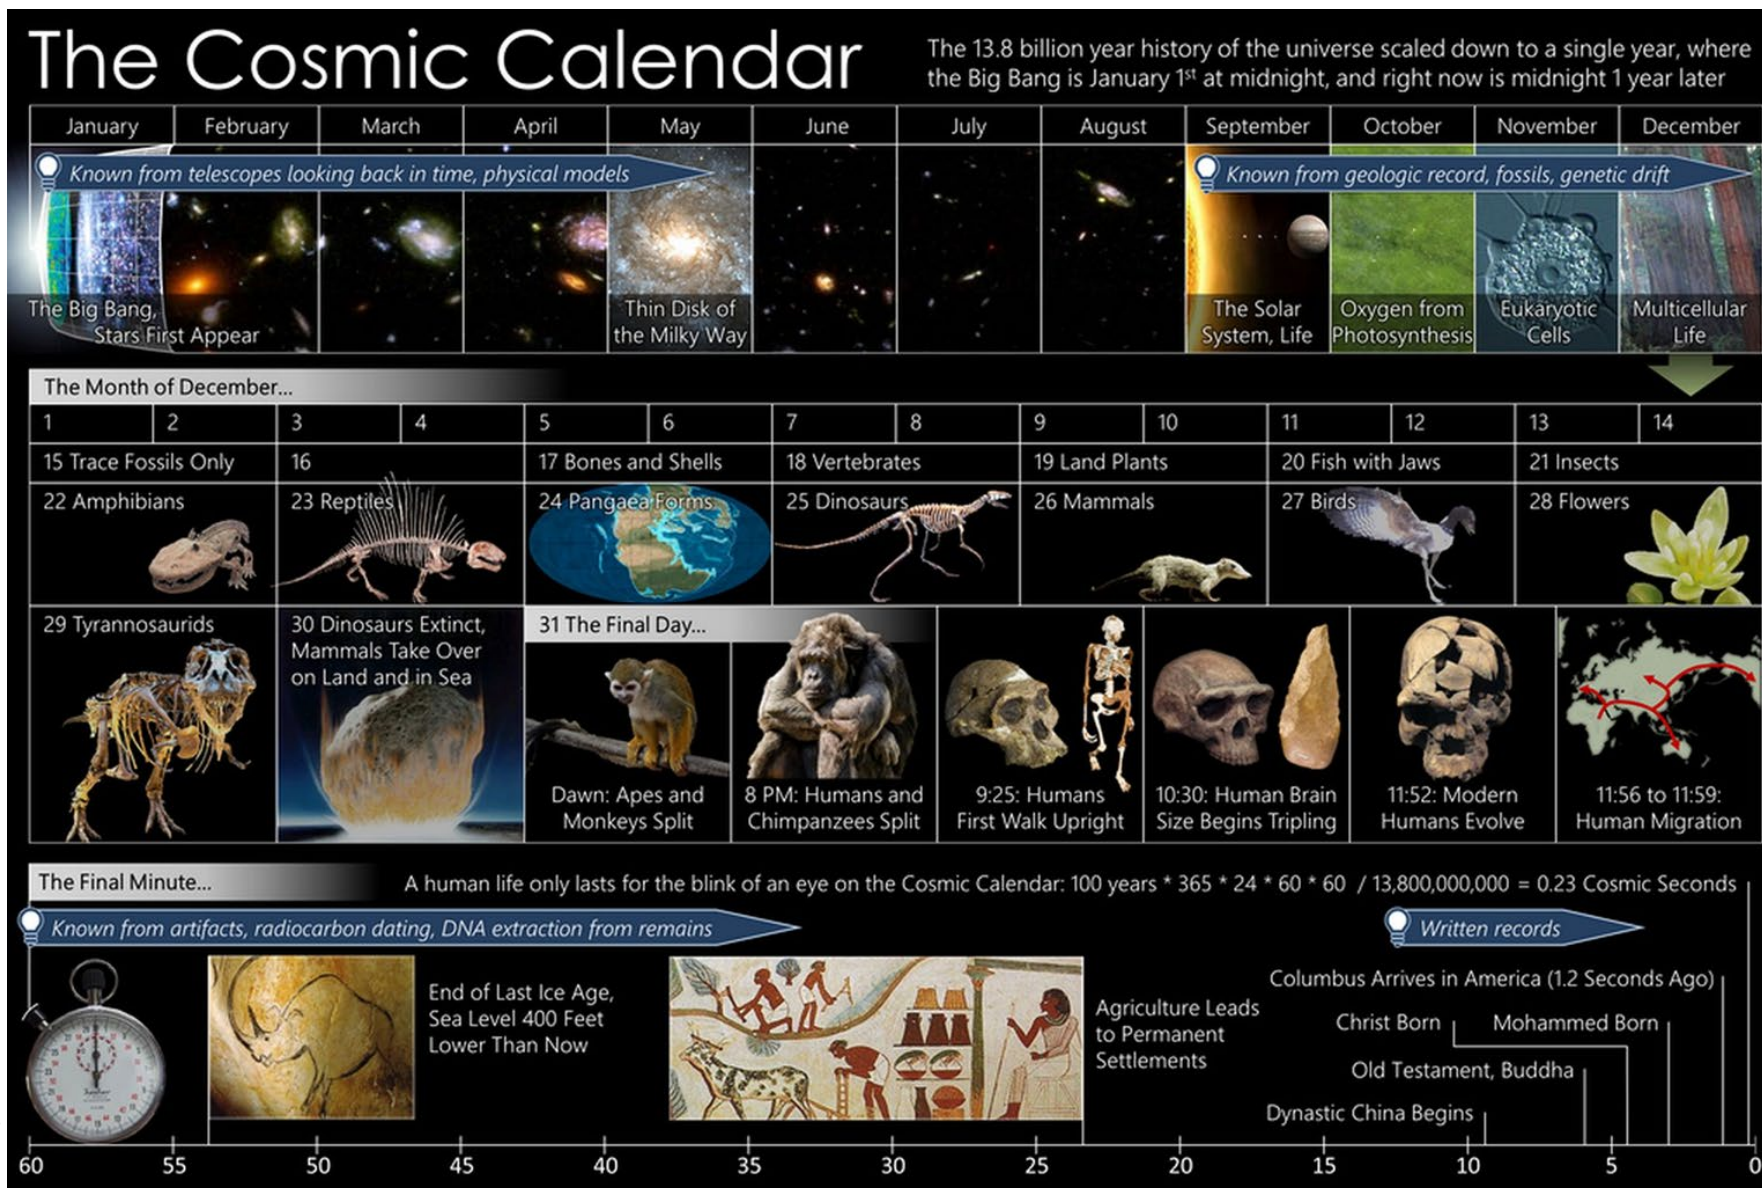 The Cosmic Calendar
The 13.8 billion year history of the universe scaled down to a single year, where
the Big Bang is January 1st at midnight, and right now is midnight 1 year later
January February March April May June July August September October November December
Known from telescopes looking back in time, physical models
Known from geologic record, fossils, genetic drift
The Big Bang,
Stars First Appear
Thin Disk of
the Milky Way
The Solar
System, Life
Oxygen from
Photosynthesis
Eukaryotic
Cells
Multicellular
Life
The Month of December...
1 2 3 4 5 6 7 8 9 10 11 12 13 14
15 Trace Fossils Only
16
17 Bones and Shells
18 Vertebrates
19 Land Plants
20 Fish with Jaws
21 Insects
22 Amphibians
23 Reptiles
24 Pangaea Forms
25 Dinosaurs
26 Mammals
27 Birds
28 Flowers
29 Tyrannosaurids
30 Dinosaurs Extinct,
Mammals Take Over
on Land and in Sea
31 The Final Day...
Dawn: Apes and
Monkeys Split
8 PM: Humans and
Chimpanzees Split
9:25: Humans
First Walk Upright
10:30: Human Brain
Size Begins Tripling
11:52: Modern
Humans Evolve
11:56 to 11:59:
Human Migration
The Final Minute...
A human life only lasts for the blink of an eye on the Cosmic Calendar: 100 years * 365 * 24 * 60 * 60 / 13,800,000,000 = 0.23 Cosmic Seconds
Known from artifacts, radiocarbon dating, DNA extraction from remains
Written records
End of Last Ice Age,
Sea Level 400 Feet
Lower Than Now
Agriculture Leads
to Permanent
Settlements
Columbus Arrives in America (1.2 Seconds Ago)
Christ Born
Mohammed Born
Old Testament, Buddha
Dynastic China Begins
60 55 50 45 40 35 30 25 20 15 10 5 0